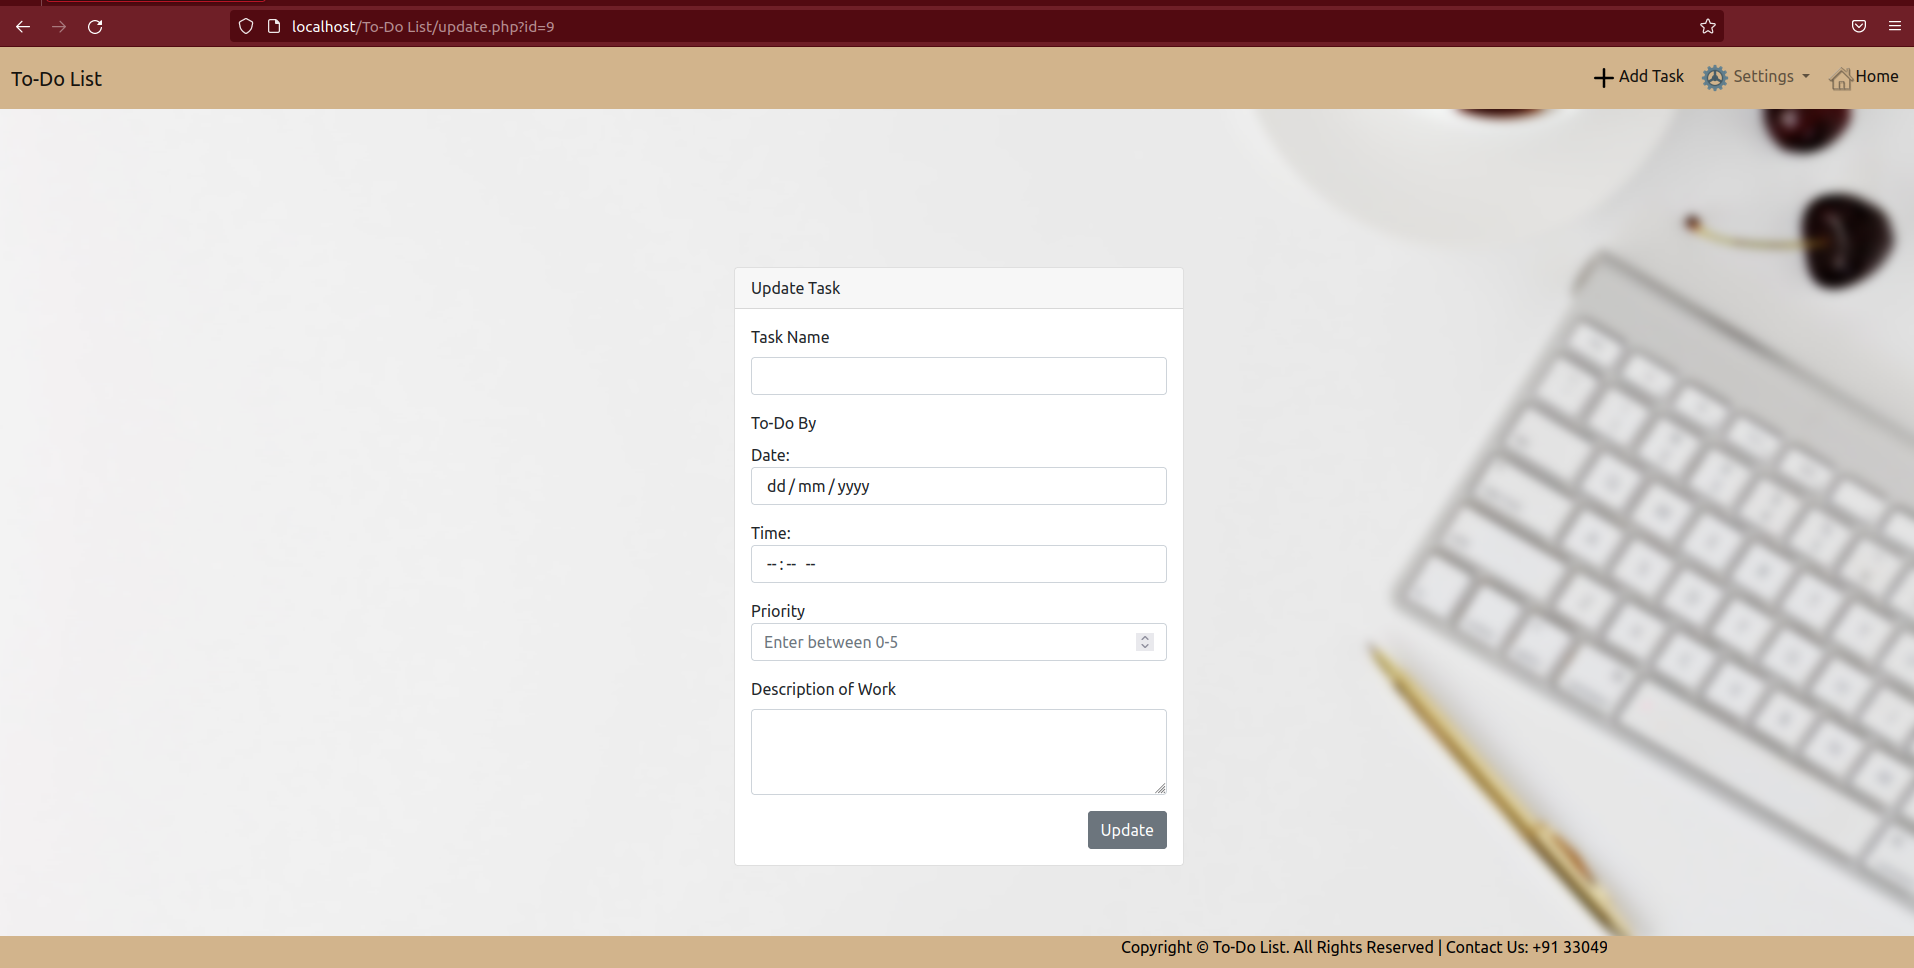 localhost/To-Do List/update.php?id=9
To-Do List
Add Task
Settings
Home
Update Task
Task Name
To-Do By
Date:
dd/mm/yyyy
Time:
--:-- --
Priority
Enter between 0-5
Description of Work
Update
Copyright © To-Do List. All Rights Reserved | Contact Us: +91 33049